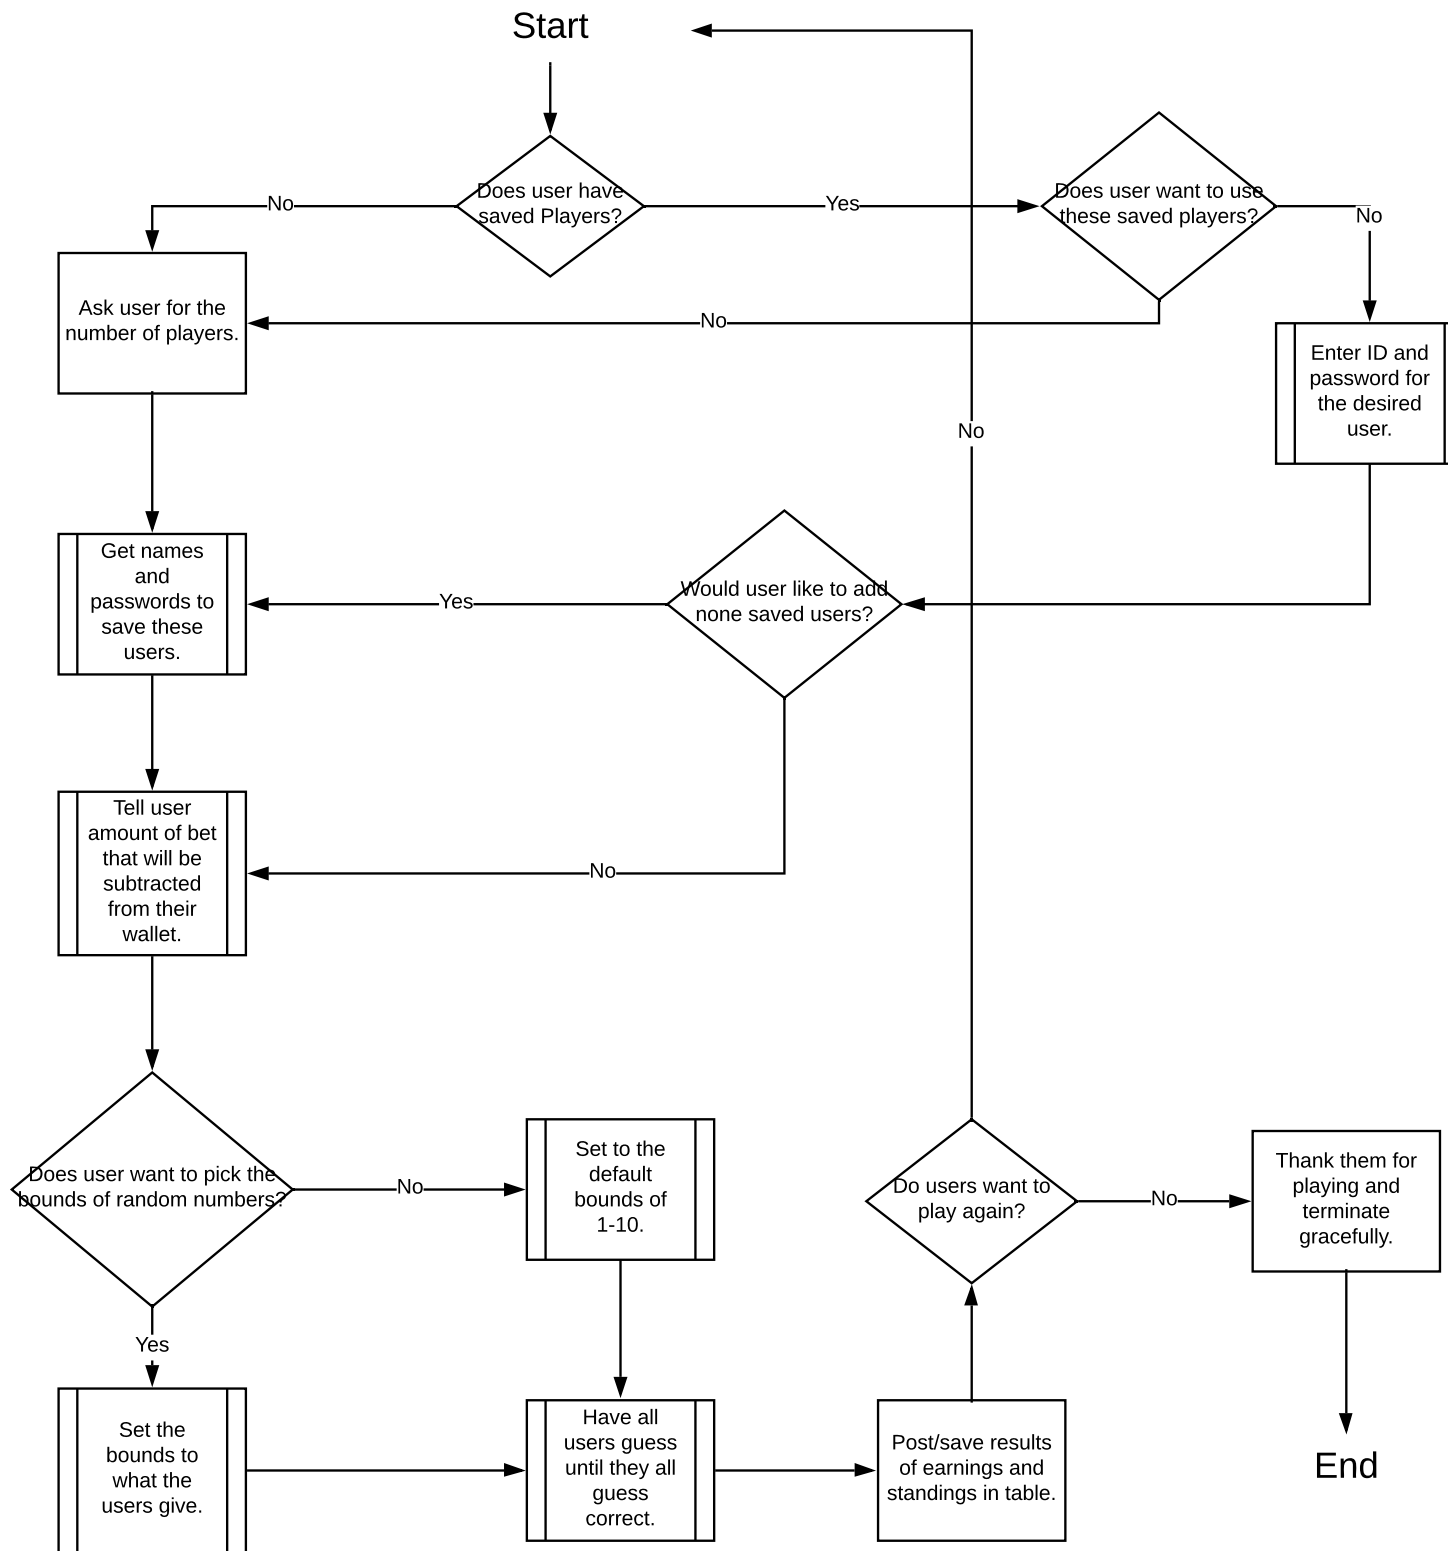 Start
Does user have
saved Players?
No
Yes
Does user want to use
these saved players?
No
Ask user for the
number of players.
No
Enter ID and
password for
the desired
user.
No
Get names
and
passwords to
save these
users.
Yes
Would user like to add
none saved users?
Tell user
amount of bet
that will be
subtracted
from their
wallet.
No
Does user want to pick the
bounds of random numbers?
No
Set to the
default
bounds of
1-10.
Do users want to
play again?
No
Thank them for
playing and
terminate
gracefully.
Yes
Set the
bounds to
what the
users give.
Have all
users guess
until they all
guess
correct.
Post/save results
of earnings and
standings in table.
End